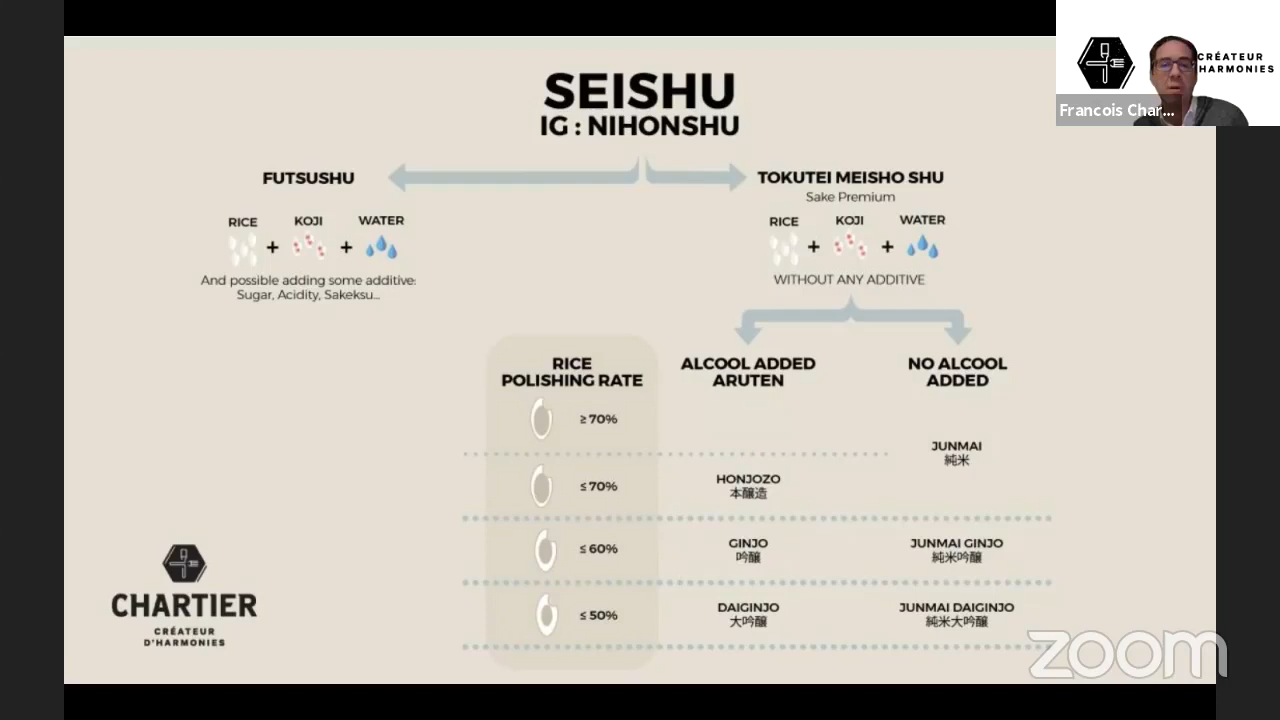 SEISHU
IG : NIHONSHU
FUTSUSHU
RICE + KOJI + WATER
And possible adding some additive:
Sugar, Acidity, Sakeksu...
TOKUTEI MEISHO SHU
Sake Premium
RICE + KOJI + WATER
WITHOUT ANY ADDITIVE
RICE
POLISHING RATE
ALCOOL ADDED
ARUTEN
NO ALCOOL
ADDED
≥ 70%
JUNMAI
純米
≤ 70%
HONJOZO
本醸造
≤ 60%
GINJO
吟醸
JUNMAI GINJO
純米吟醸
≤ 50%
DAIGINJO
大吟醸
JUNMAI DAIGINJO
純米大吟醸
CHARTIER
CRÉATEUR
D'HARMONIES
CRÉATEUR
HARMONIES
Francois Char...
zoom